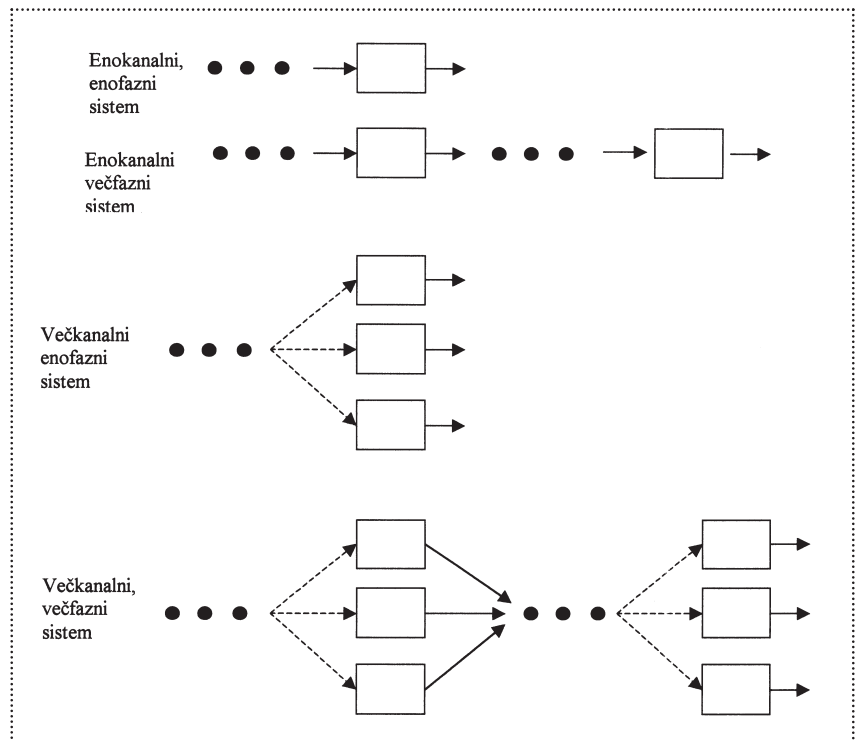 Enokanalni,
enofazni
sistem
Enokanalni
večfazni
sistem
Večkanalni
enofazni
sistem
Večkanalni,
večfazni
sistem